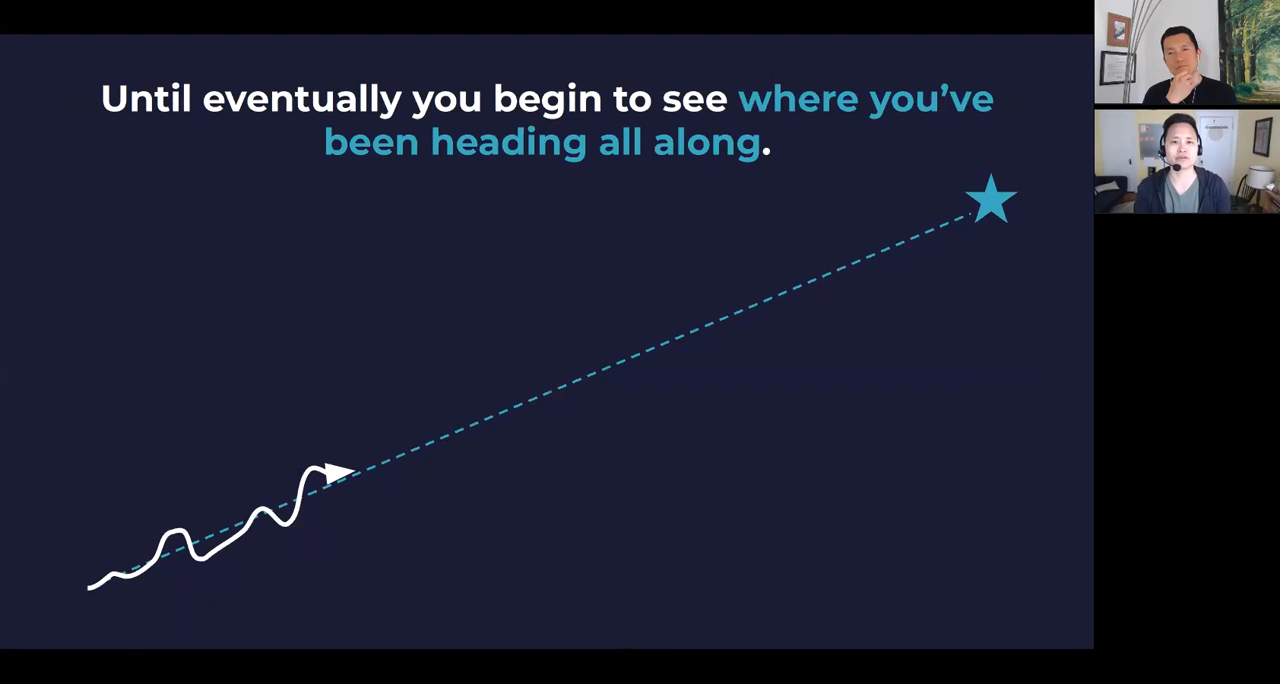 Until eventually you begin to see where you’ve
been heading all along.